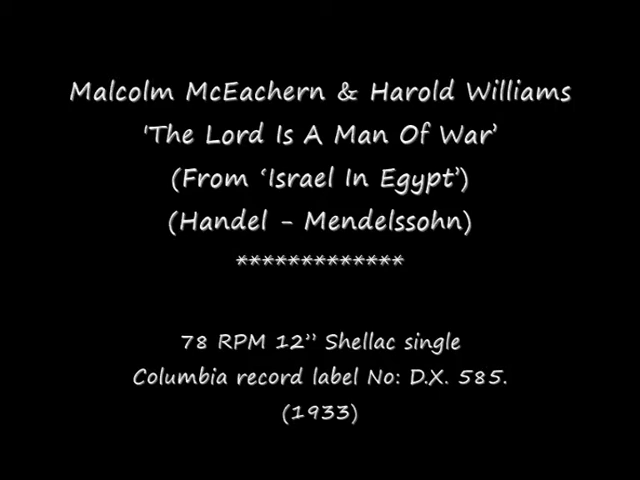 Malcolm McEachern & Harold Williams
'The Lord Is A Man Of War’
(From ‘Israel In Egypt’)
(Handel - Mendelssohn)
*************
78 RPM 12” Shellac single
Columbia record label No: D.X. 585.
(1933)